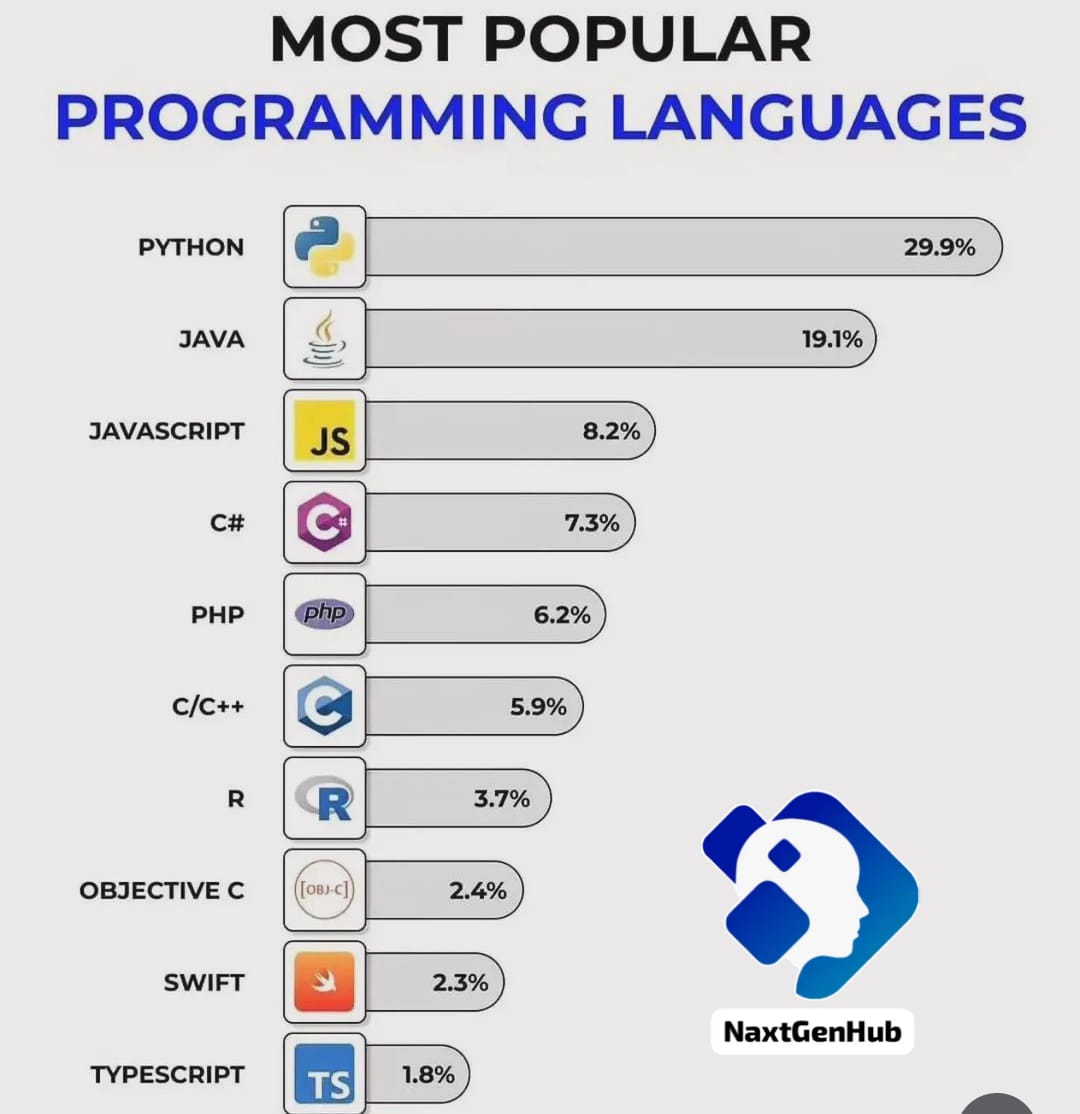 MOST POPULAR
PROGRAMMING LANGUAGES
PYTHON 29.9%
JAVA 19.1%
JAVASCRIPT JS 8.2%
C# C# 7.3%
PHP php 6.2%
C/C++ C 5.9%
R R 3.7%
OBJECTIVE C [OBJ-C] 2.4%
SWIFT 2.3%
NaxtGenHub
TYPESCRIPT TS 1.8%